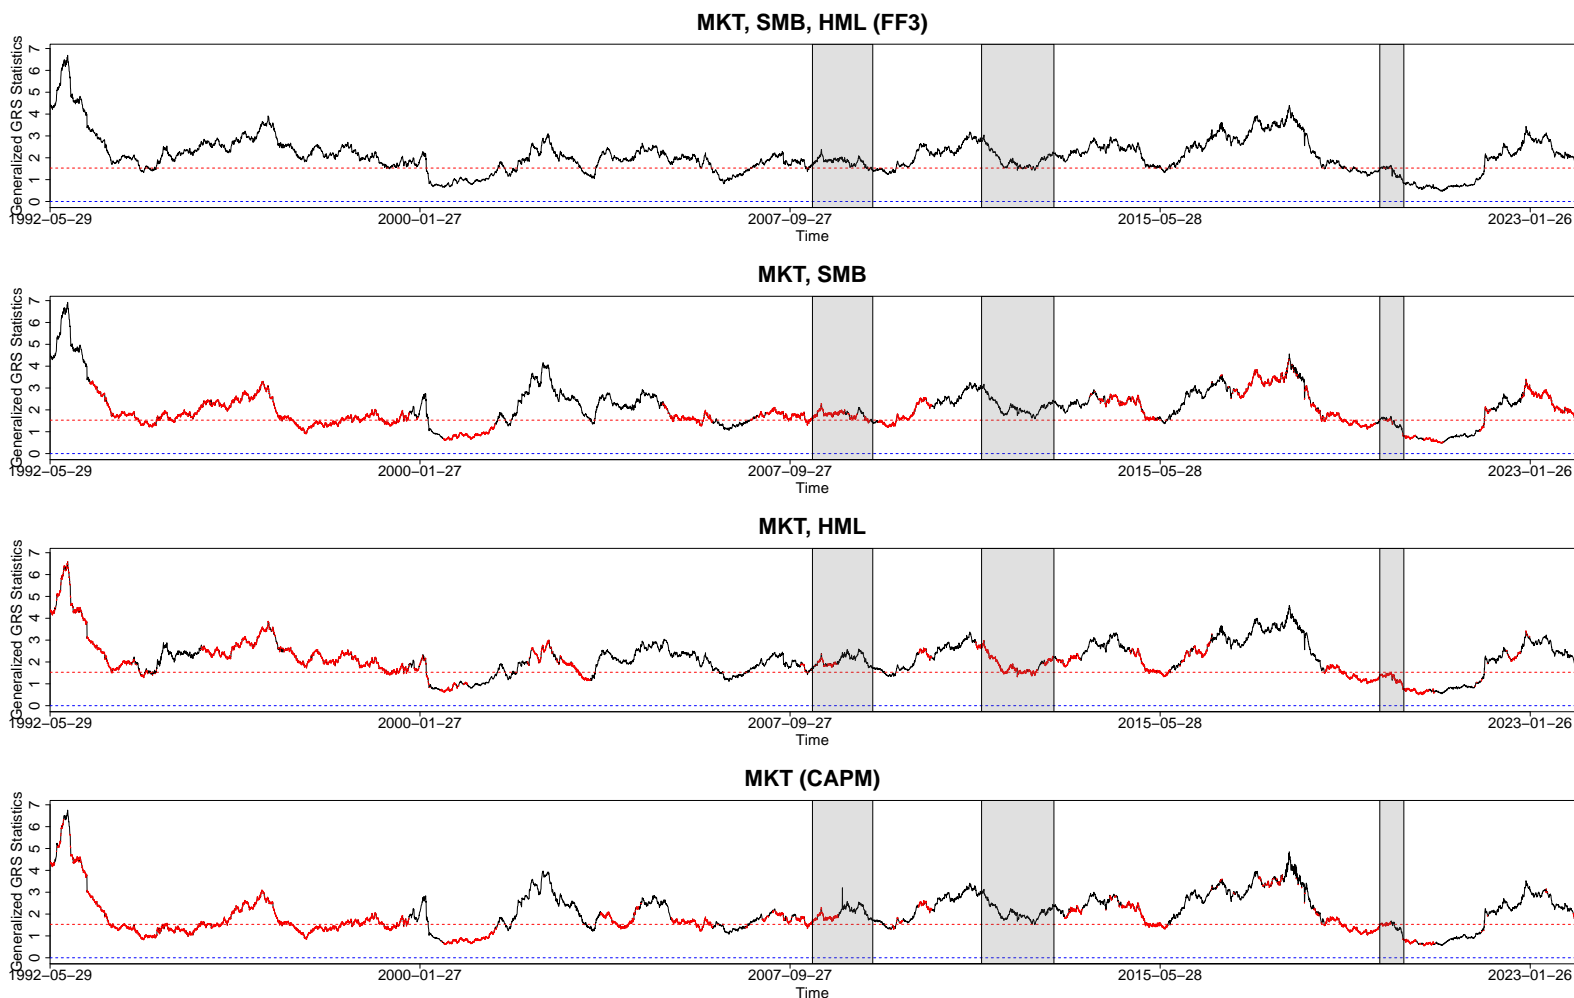 MKT, SMB, HML (FF3)
Generalized GRS Statistics
0 1 2 3 4 5 6 7
1992−05−29 2000−01−27 2007−09−27 2015−05−28 2023−01−26
Time
MKT, SMB
Generalized GRS Statistics
0 1 2 3 4 5 6 7
1992−05−29 2000−01−27 2007−09−27 2015−05−28 2023−01−26
Time
MKT, HML
Generalized GRS Statistics
0 1 2 3 4 5 6 7
1992−05−29 2000−01−27 2007−09−27 2015−05−28 2023−01−26
Time
MKT (CAPM)
Generalized GRS Statistics
0 1 2 3 4 5 6 7
1992−05−29 2000−01−27 2007−09−27 2015−05−28 2023−01−26
Time